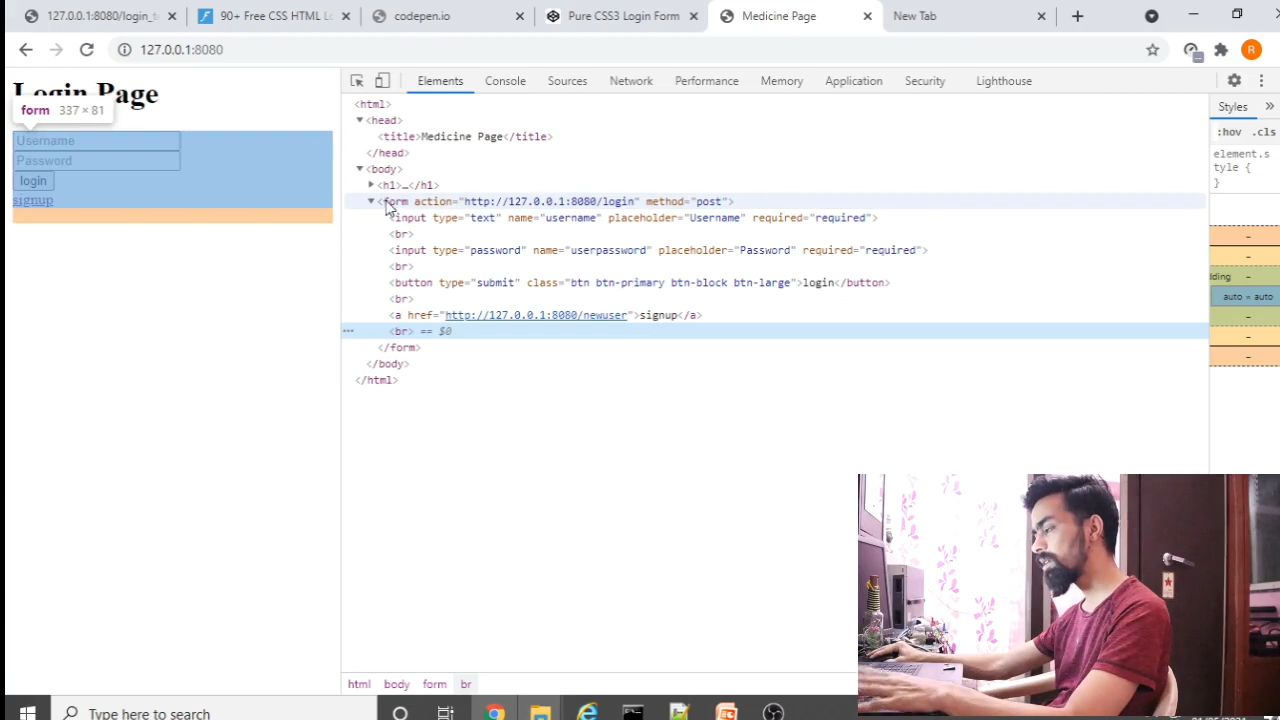 127.0.0.1:8080/login_t
90+ Free CSS HTML L
codepen.io
Pure CSS3 Login Form
Medicine Page
New Tab
127.0.0.1:8080
R
Login Page
form 337 × 81
Username
Password
login
signup
Elements Console Sources Network Performance Memory Application Security Lighthouse
<html>
<head>
<title>Medicine Page</title>
</head>
<body>
<h1>…</h1>
<form action="http://127.0.0.1:8080/login" method="post">
<input type="text" name="username" placeholder="Username" required="required">
<br>
<input type="password" name="userpassword" placeholder="Password" required="required">
<br>
<button type="submit" class="btn btn-primary btn-block btn-large">login</button>
<br>
<a href="http://127.0.0.1:8080/newuser">signup</a>
<br> == $0
</form>
</body>
</html>
Styles
:hov .cls
element.s
tyle {
}
dding
auto × auto
html body form br
Type here to search